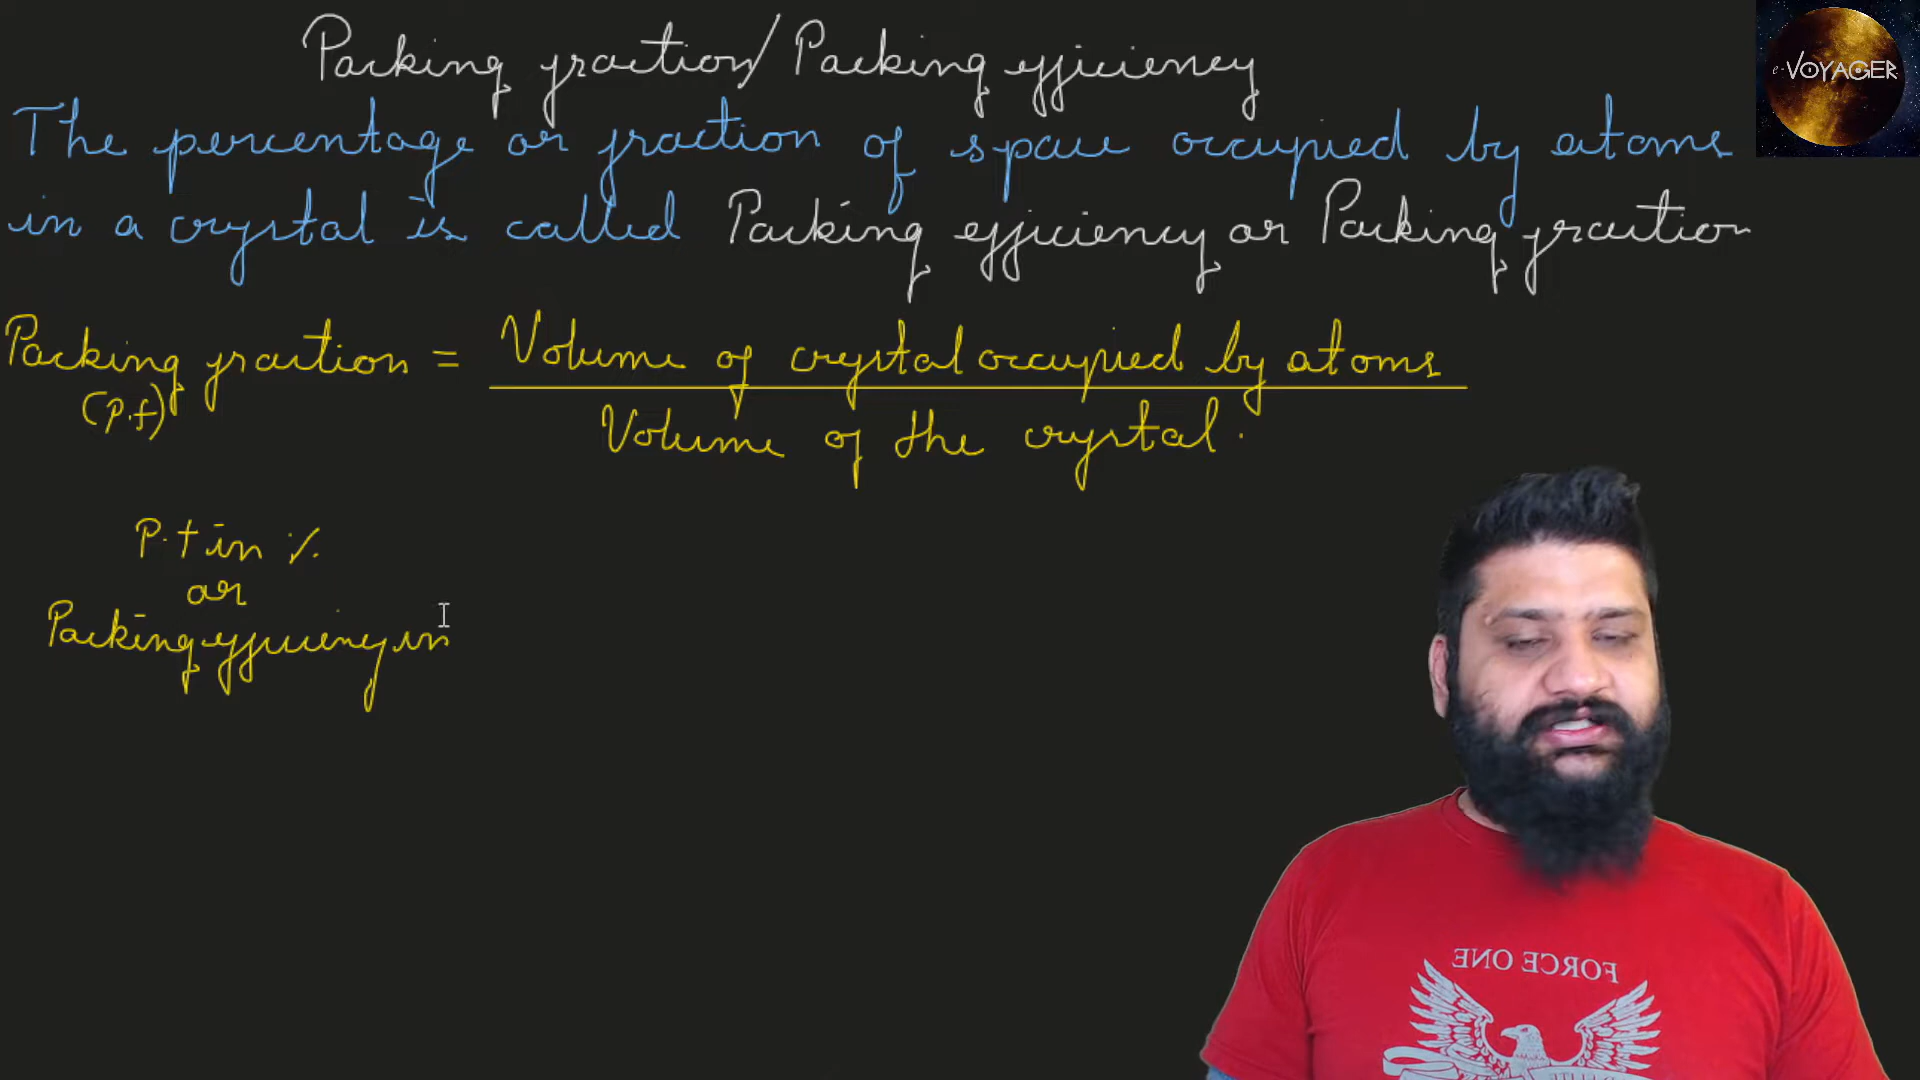 Packing fraction/Packing efficiency
e-VOYAGER
The percentage or fraction of space occupied by atoms
in a crystal is called Packing efficiency or Packing fraction
Packing fraction = Volume of crystal occupied by atoms
(P.f)
Volume of the crystal.
P.f in %
or
Packing efficiency in
FORCE ONE